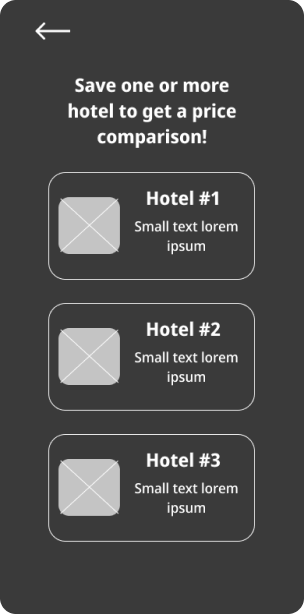 Save one or more
hotel to get a price
comparison!
Hotel #1
Small text lorem
ipsum
Hotel #2
Small text lorem
ipsum
Hotel #3
Small text lorem
ipsum